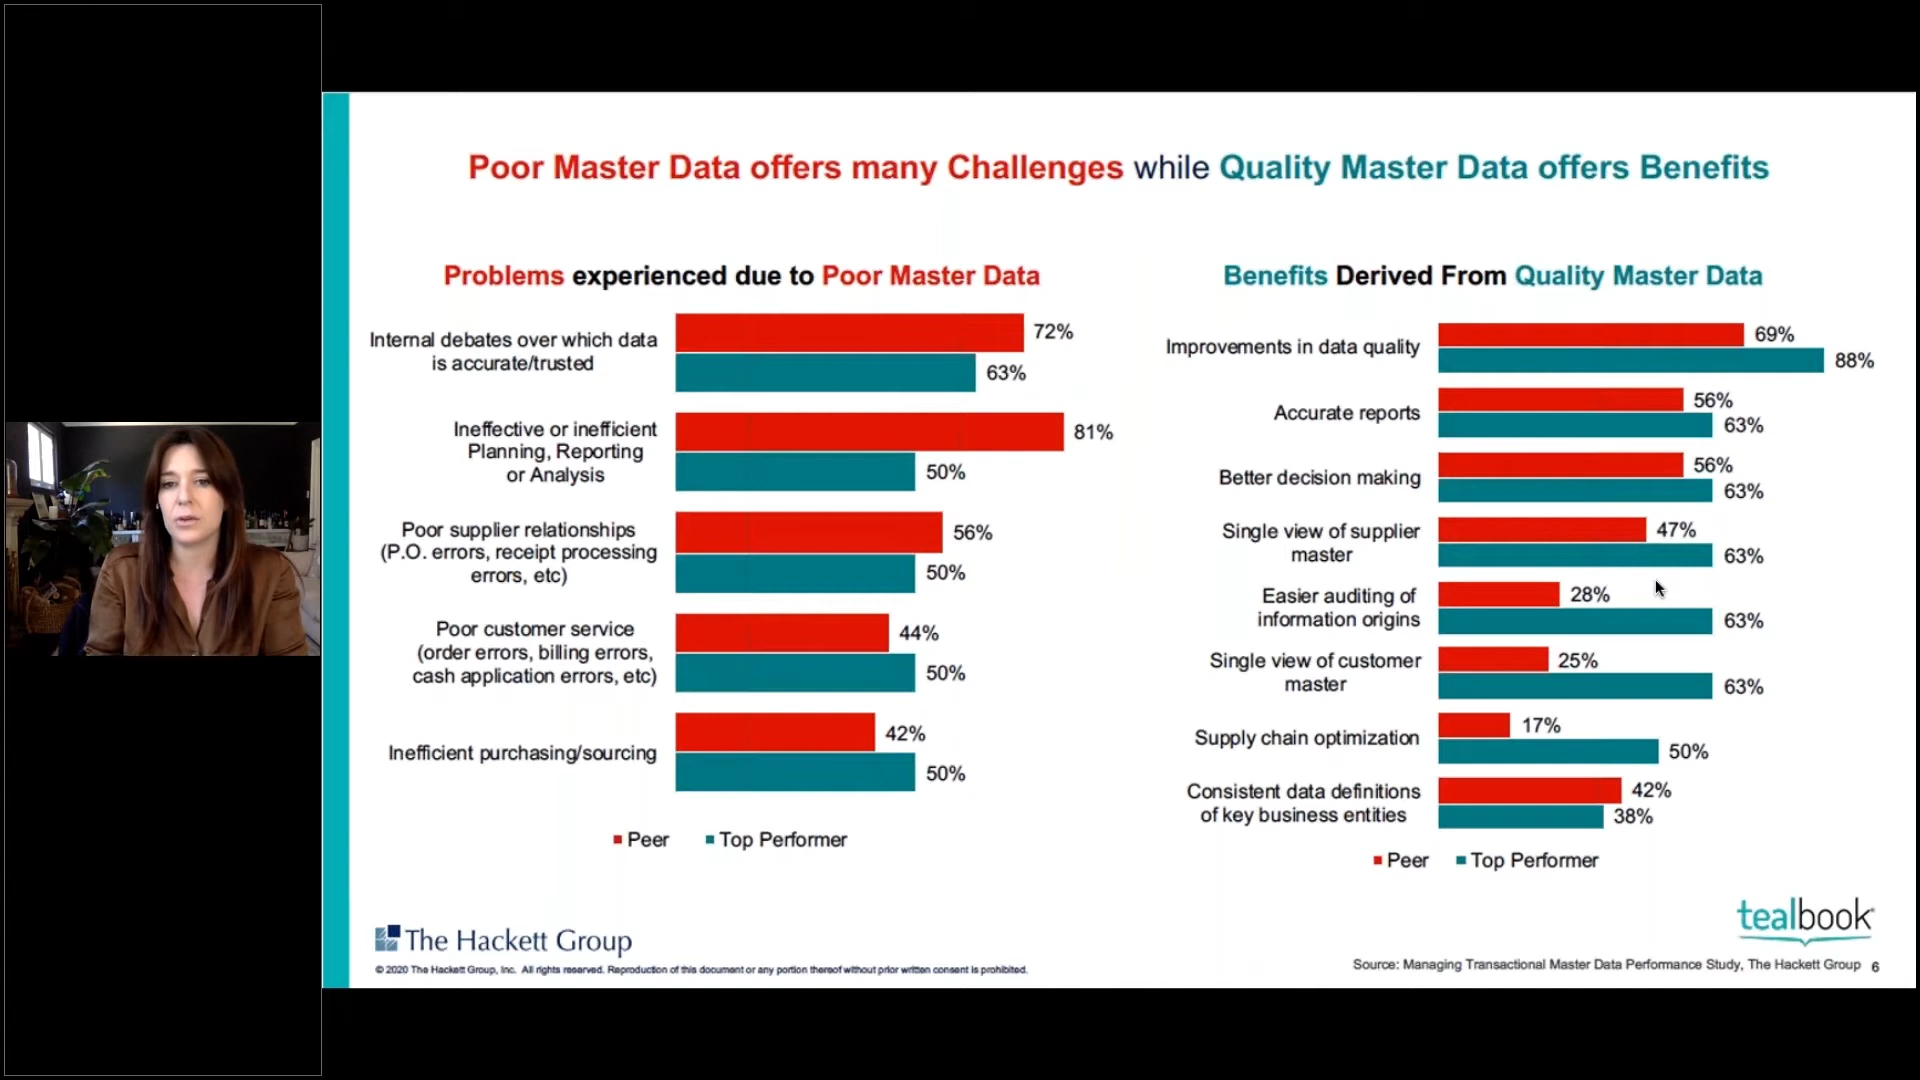 Poor Master Data offers many Challenges while Quality Master Data offers Benefits
Problems experienced due to Poor Master Data
Internal debates over which data
is accurate/trusted
72%
63%
Ineffective or inefficient
Planning, Reporting
or Analysis
81%
50%
Poor supplier relationships
(P.O. errors, receipt processing
errors, etc)
56%
50%
Poor customer service
(order errors, billing errors,
cash application errors, etc)
44%
50%
Inefficient purchasing/sourcing
42%
50%
Peer Top Performer
Benefits Derived From Quality Master Data
Improvements in data quality
69%
88%
Accurate reports
56%
63%
Better decision making
56%
63%
Single view of supplier
master
47%
63%
Easier auditing of
information origins
28%
63%
Single view of customer
master
25%
63%
Supply chain optimization
17%
50%
Consistent data definitions
of key business entities
42%
38%
Peer Top Performer
The Hackett Group
© 2020 The Hackett Group, Inc. All rights reserved. Reproduction of this document or any portion thereof without prior written consent is prohibited.
tealbook
Source: Managing Transactional Master Data Performance Study, The Hackett Group 6